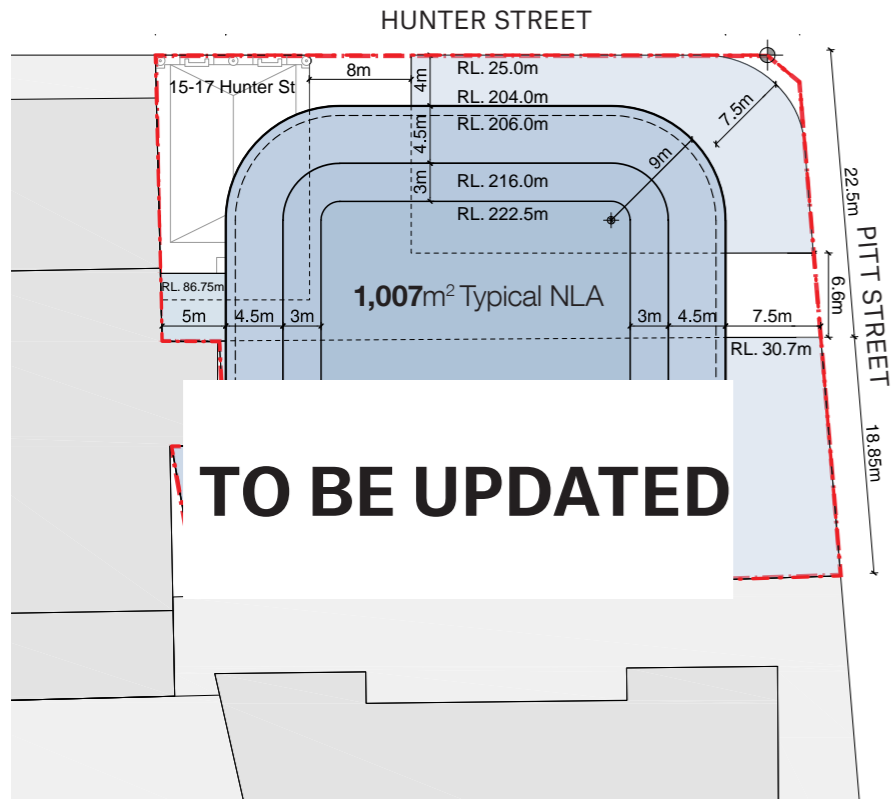 HUNTER STREET
15-17 Hunter St
8m
4m
RL. 25.0m
RL. 204.0m
RL. 206.0m
4.5m
7.5m
9m
3m
RL. 216.0m
RL. 222.5m
22.5m
PITT STREET
6.6m
RL. 86.75m
1,007m² Typical NLA
5m
4.5m
3m
3m
4.5m
7.5m
RL. 30.7m
18.85m
TO BE UPDATED